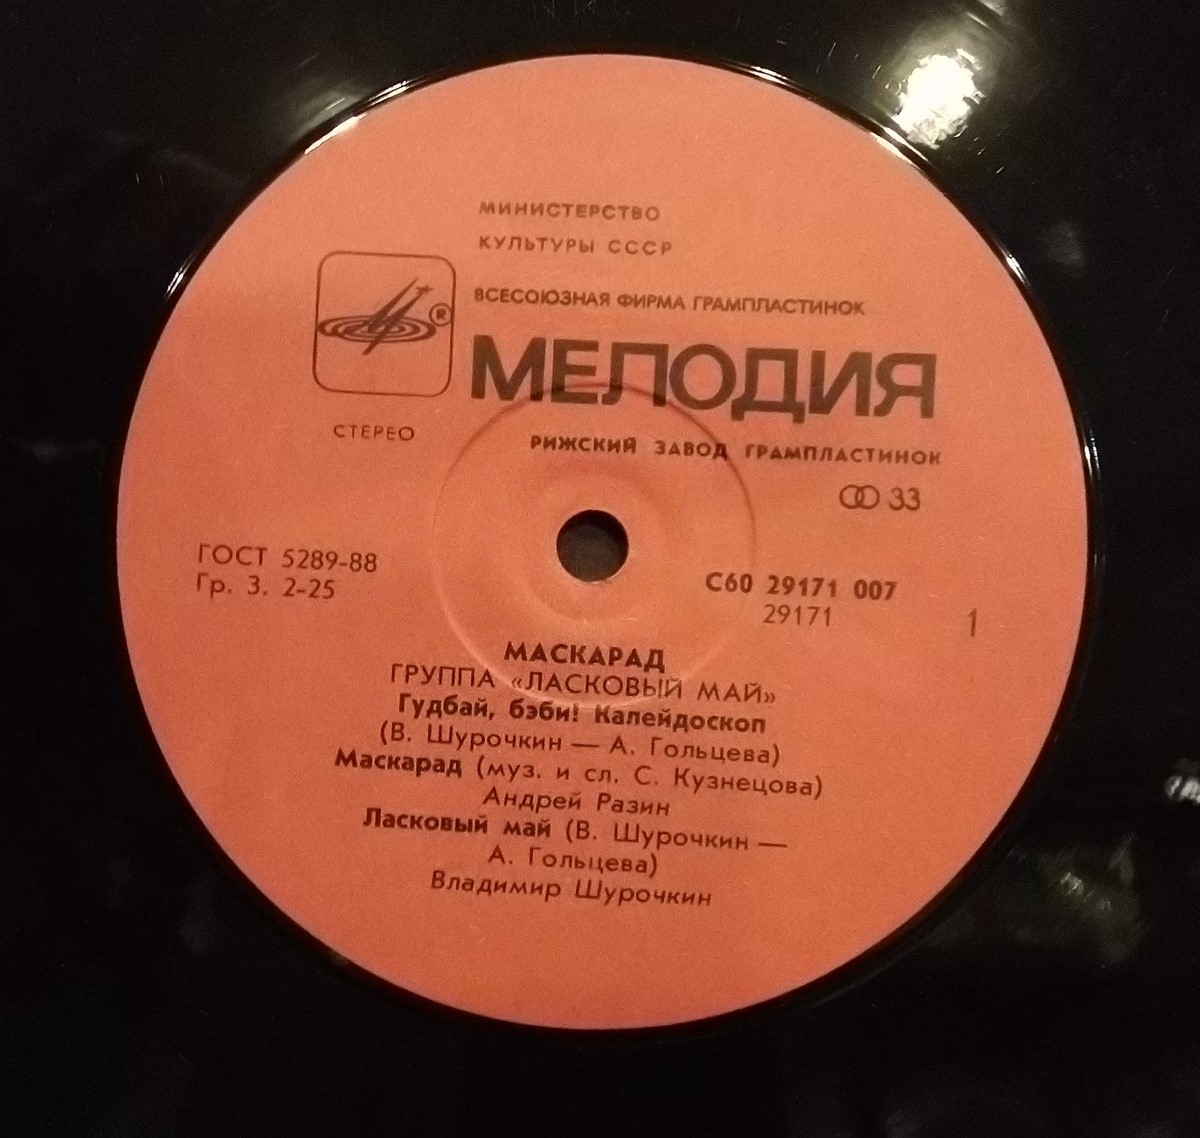 МИНИСТЕРСТВО
КУЛЬТУРЫ СССР
ВСЕСОЮЗНАЯ ФИРМА ГРАМПЛАСТИНОК
®
МЕЛОДИЯ
СТЕРЕО
РИЖСКИЙ ЗАВОД ГРАМПЛАСТИНОК
33
ГОСТ 5289-88
Гр. 3. 2-25
С60 29171 007
29171
1
МАСКАРАД
ГРУППА «ЛАСКОВЫЙ МАЙ»
Гудбай, бэби! Калейдоскоп
(В. Шурочкин — А. Гольцева)
Маскарад (муз. и сл. С. Кузнецова)
Андрей Разин
Ласковый май (В. Шурочкин —
А. Гольцева)
Владимир Шурочкин